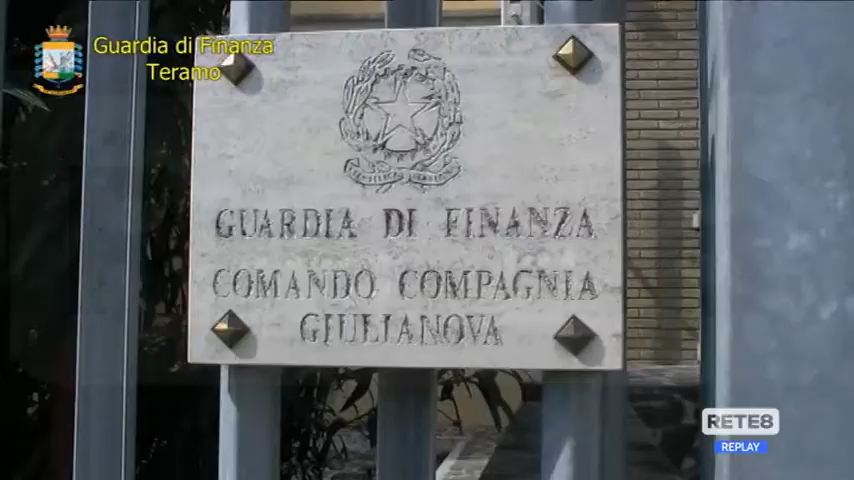 Guardia di Finanza
Teramo
GUARDIA DI FINANZA
COMANDO COMPAGNIA
GIULIANOVA
RETE8
REPLAY